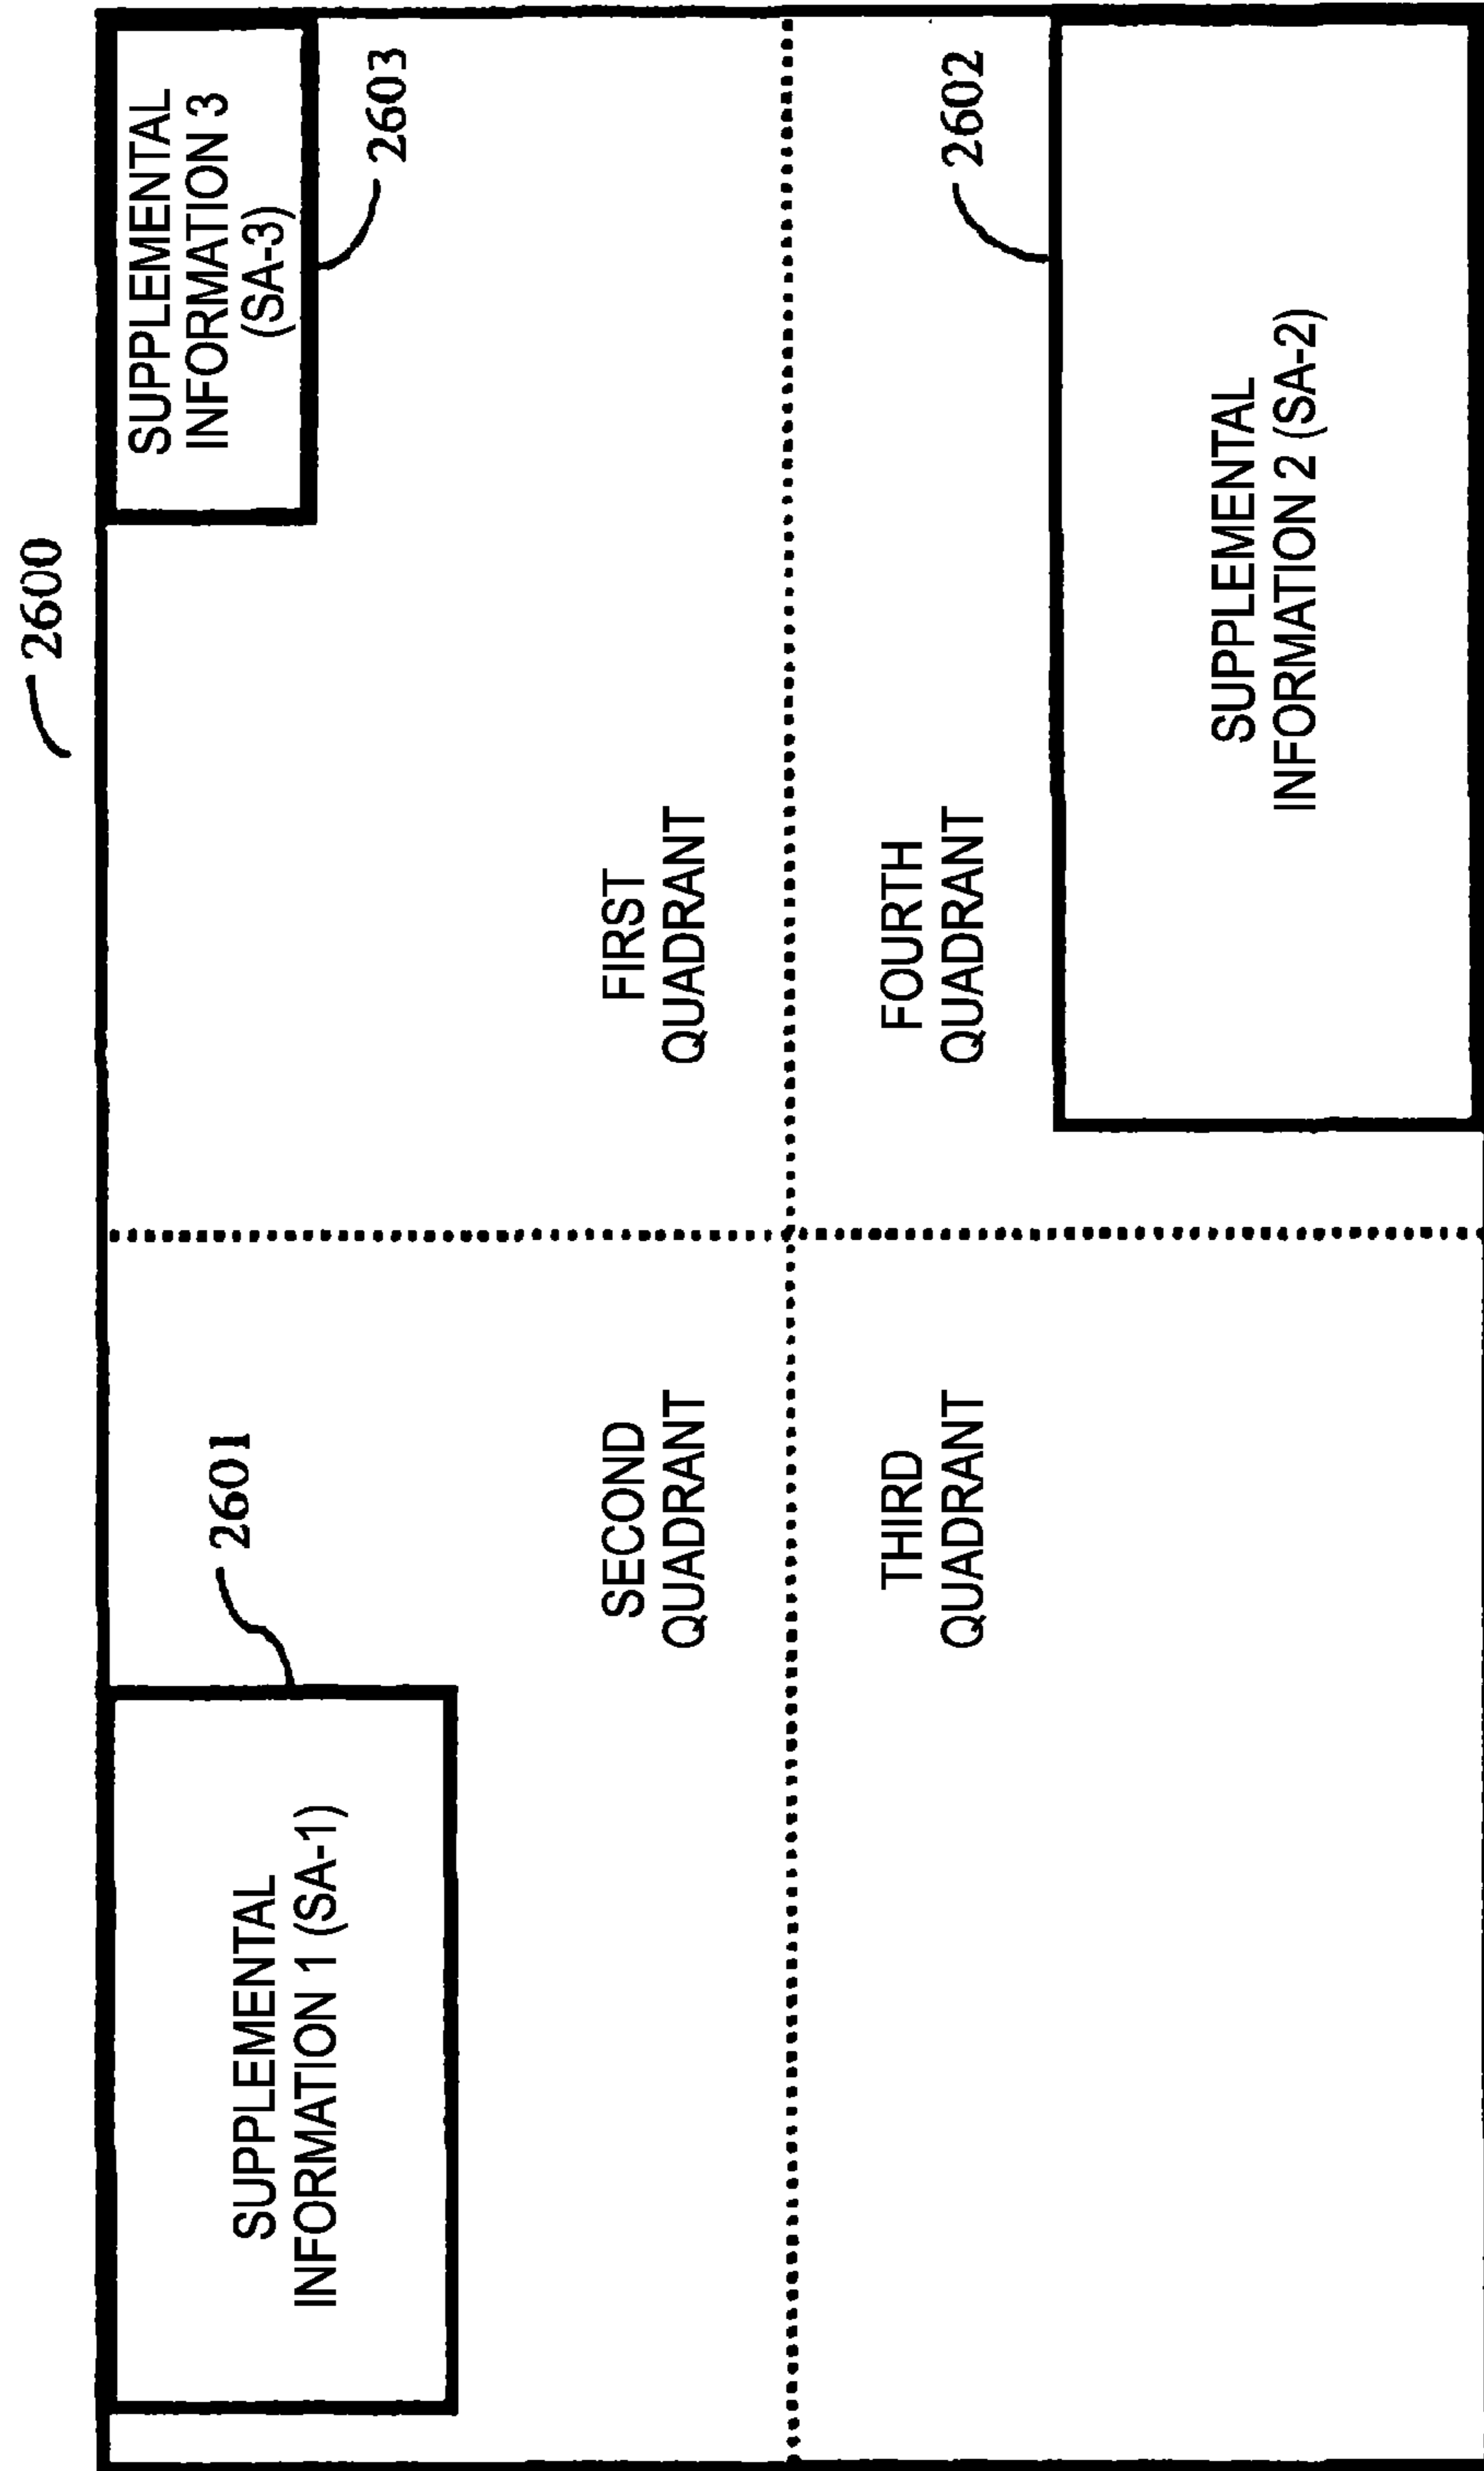 2600
SUPPLEMENTAL
INFORMATION 3
(SA-3)
2603
2601
SUPPLEMENTAL
INFORMATION 1 (SA-1)
SECOND
QUADRANT
FIRST
QUADRANT
THIRD
QUADRANT
FOURTH
QUADRANT
2602
SUPPLEMENTAL
INFORMATION 2 (SA-2)